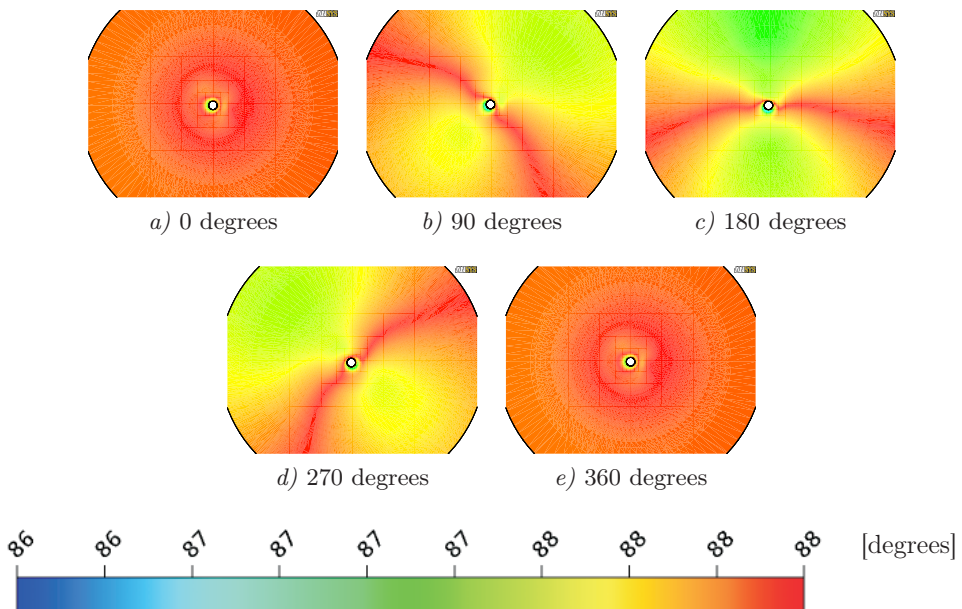 a) 0 degrees
b) 90 degrees
c) 180 degrees
d) 270 degrees
e) 360 degrees
86 86 87 87 87 87 88 88 88 88 [degrees]